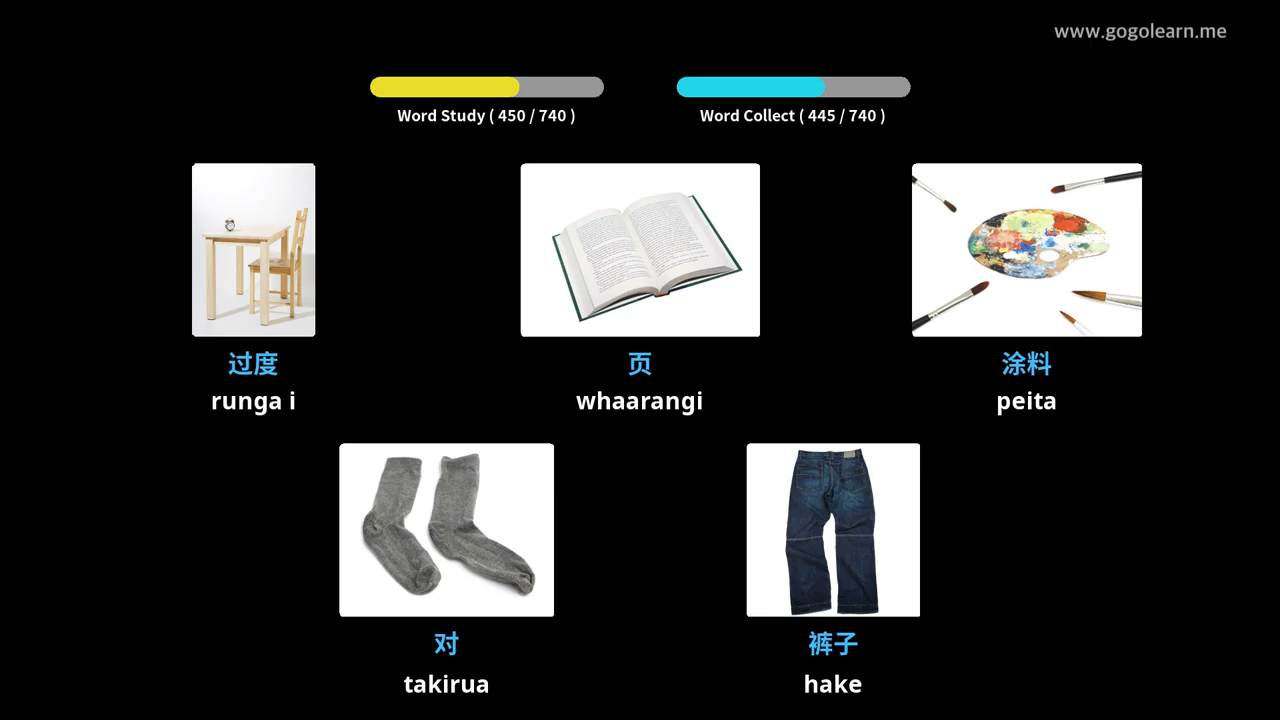 www.gogolearn.me
Word Study ( 450 / 740 )
Word Collect ( 445 / 740 )
过度
runga i
页
whaarangi
涂料
peita
对
takirua
裤子
hake